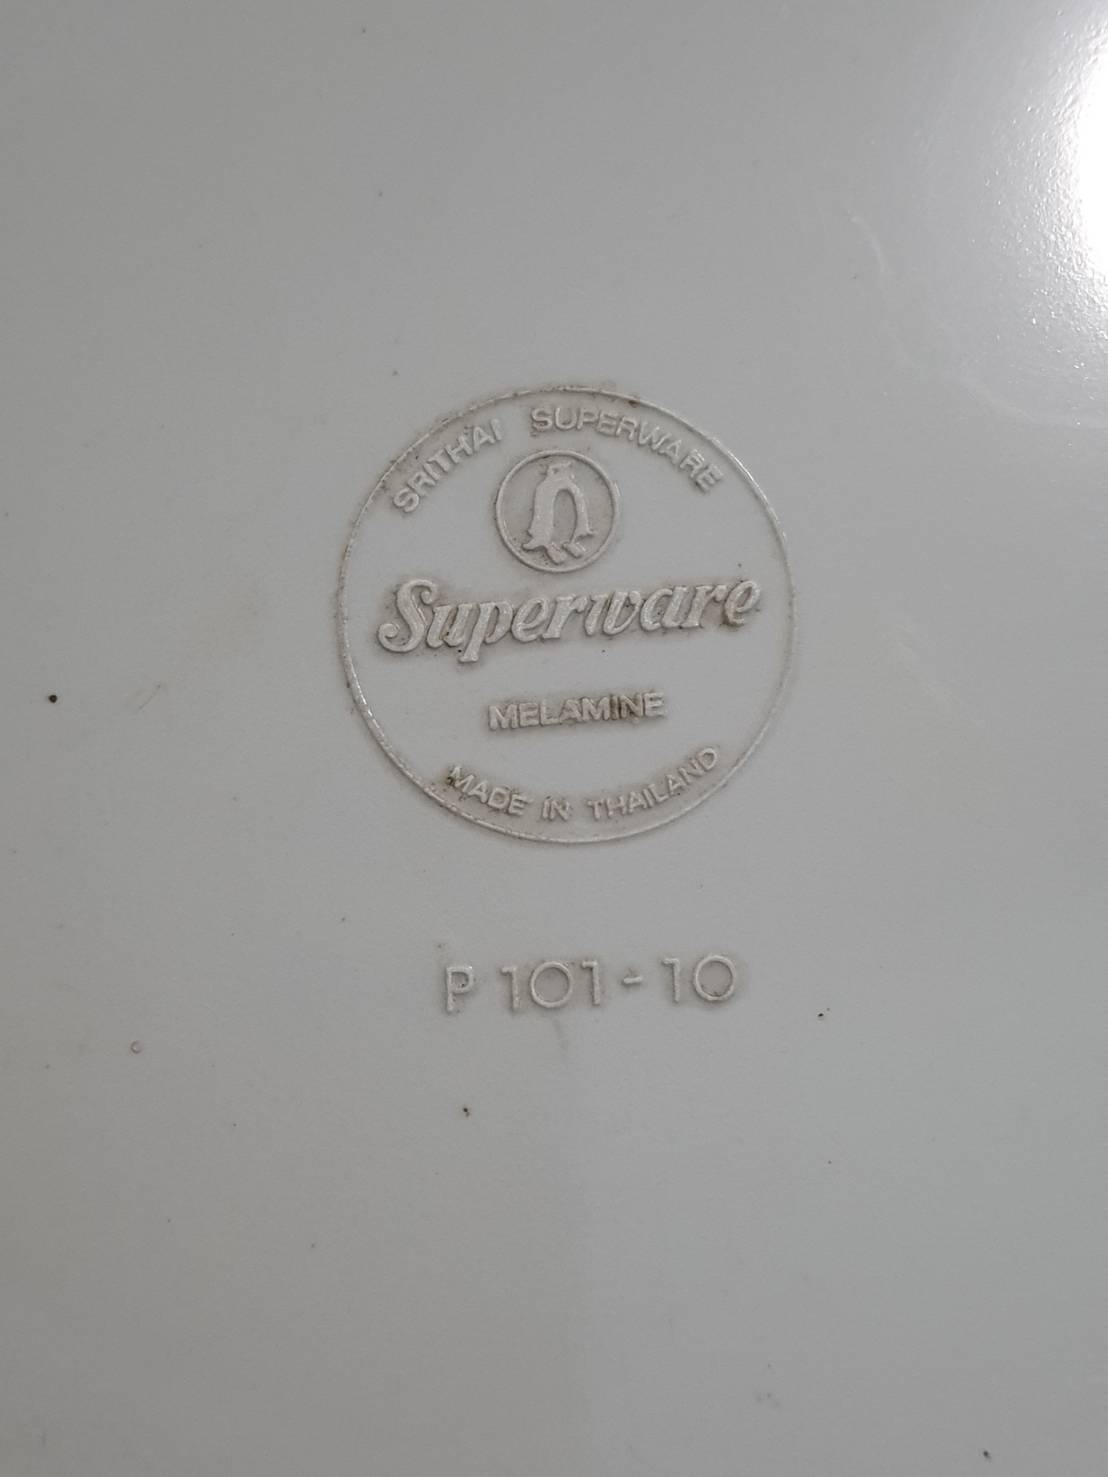 SRITHAI SUPERWARE
Superware
MELAMINE
MADE IN THAILAND
P 101-10